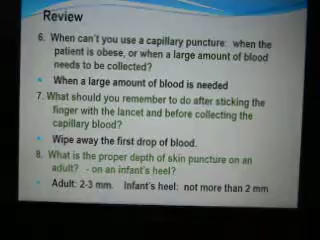 Review
6. When can't you use a capillary puncture: when the
patient is obese, or when a large amount of blood
needs to be collected?
When a large amount of blood is needed
7. What should you remember to do after sticking the
finger with the lancet and before collecting the
capillary blood?
Wipe away the first drop of blood.
8. What is the proper depth of skin puncture on an
adult? - on an infant's heel?
Adult: 2-3 mm. Infant's heel: not more than 2 mm